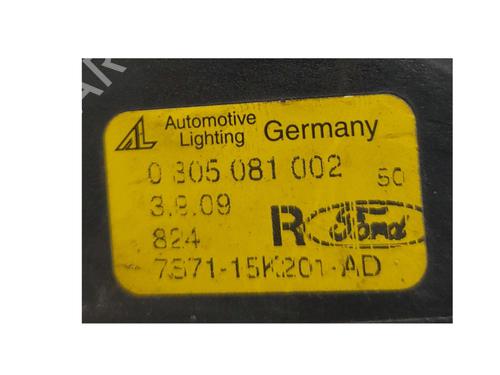 AL Automotive Lighting Germany
0 305 081 002 50
3.9.09
824 R Ford
7S71-15K201-AD